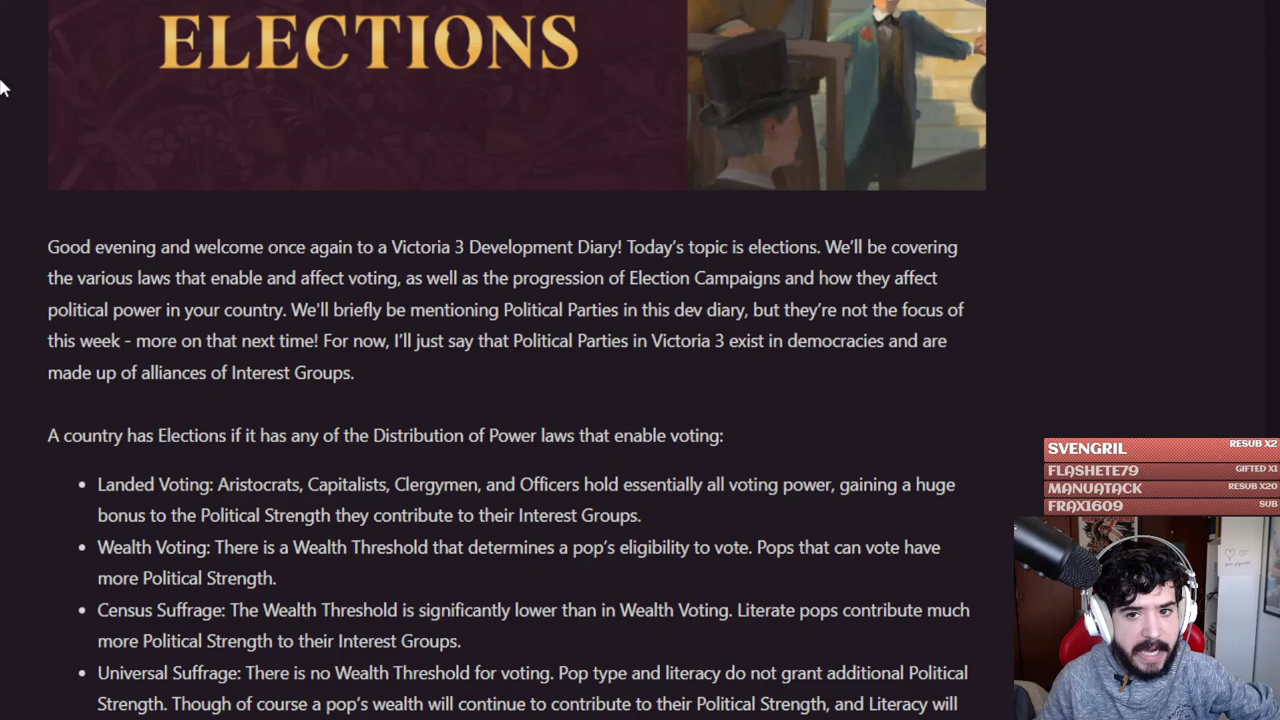 ELECTIONS
Good evening and welcome once again to a Victoria 3 Development Diary! Today's topic is elections. We'll be covering
the various laws that enable and affect voting, as well as the progression of Election Campaigns and how they affect
political power in your country. We'll briefly be mentioning Political Parties in this dev diary, but they're not the focus of
this week - more on that next time! For now, I'll just say that Political Parties in Victoria 3 exist in democracies and are
made up of alliances of Interest Groups.
A country has Elections if it has any of the Distribution of Power laws that enable voting:
• Landed Voting: Aristocrats, Capitalists, Clergymen, and Officers hold essentially all voting power, gaining a huge
bonus to the Political Strength they contribute to their Interest Groups.
• Wealth Voting: There is a Wealth Threshold that determines a pop's eligibility to vote. Pops that can vote have
more Political Strength.
• Census Suffrage: The Wealth Threshold is significantly lower than in Wealth Voting. Literate pops contribute much
more Political Strength to their Interest Groups.
• Universal Suffrage: There is no Wealth Threshold for voting. Pop type and literacy do not grant additional Political
Strength. Though of course a pop's wealth will continue to contribute to their Political Strength, and Literacy will
SVENGRIL RESUB X2
FLASHETE79 GIFTED X1
MANUATACK RESUB X20
FRAX1609 SUB